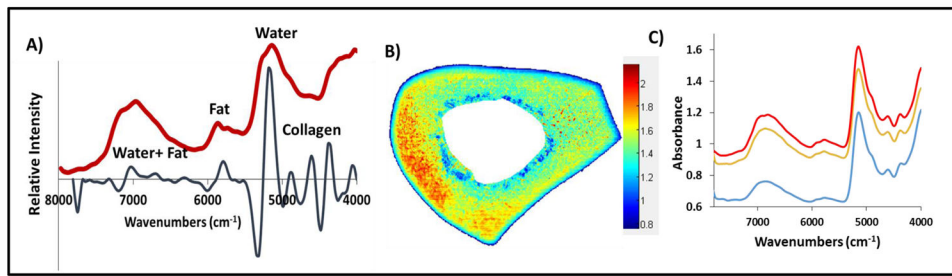 A)
Water
Fat
Collagen
Water+ Fat
Relative Intensity
8000 7000 6000 5000 4000
Wavenumbers (cm⁻¹)
B)
2
1.8
1.6
1.4
1.2
1
0.8
C)
1.6
1.4
1.2
1
0.8
0.6
Absorbance
7000 6000 5000 4000
Wavenumbers (cm⁻¹)